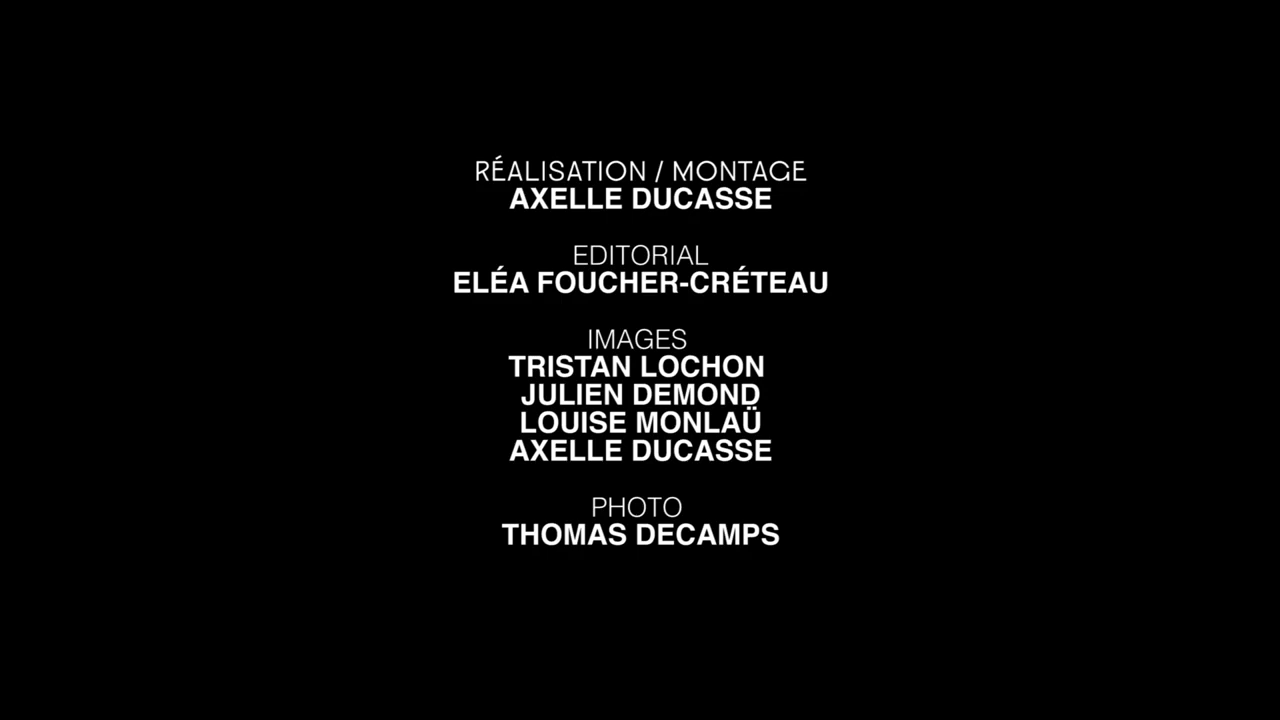 RÉALISATION / MONTAGE
AXELLE DUCASSE
EDITORIAL
ELÉA FOUCHER-CRÉTEAU
IMAGES
TRISTAN LOCHON
JULIEN DEMOND
LOUISE MONLAÜ
AXELLE DUCASSE
PHOTO
THOMAS DECAMPS